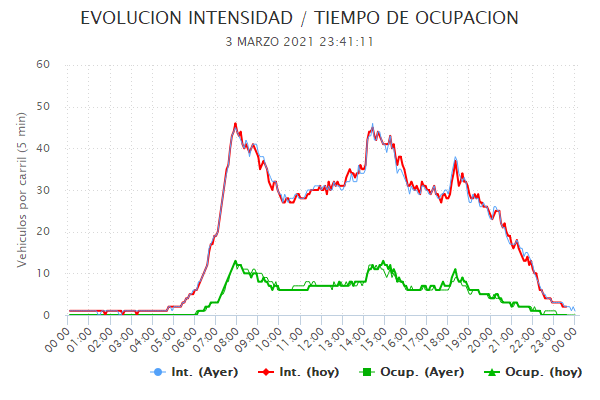 EVOLUCION INTENSIDAD / TIEMPO DE OCUPACION
3 MARZO 2021 23:41:11
Vehiculos por carril (5 min)
60
50
40
30
20
10
0
00:00 01:00 02:00 03:00 04:00 05:00 06:00 07:00 08:00 09:00 10:00 11:00 12:00 13:00 14:00 15:00 16:00 17:00 18:00 19:00 20:00 21:00 22:00 23:00 00:00
Int. (Ayer) Int. (hoy) Ocup. (Ayer) Ocup. (hoy)